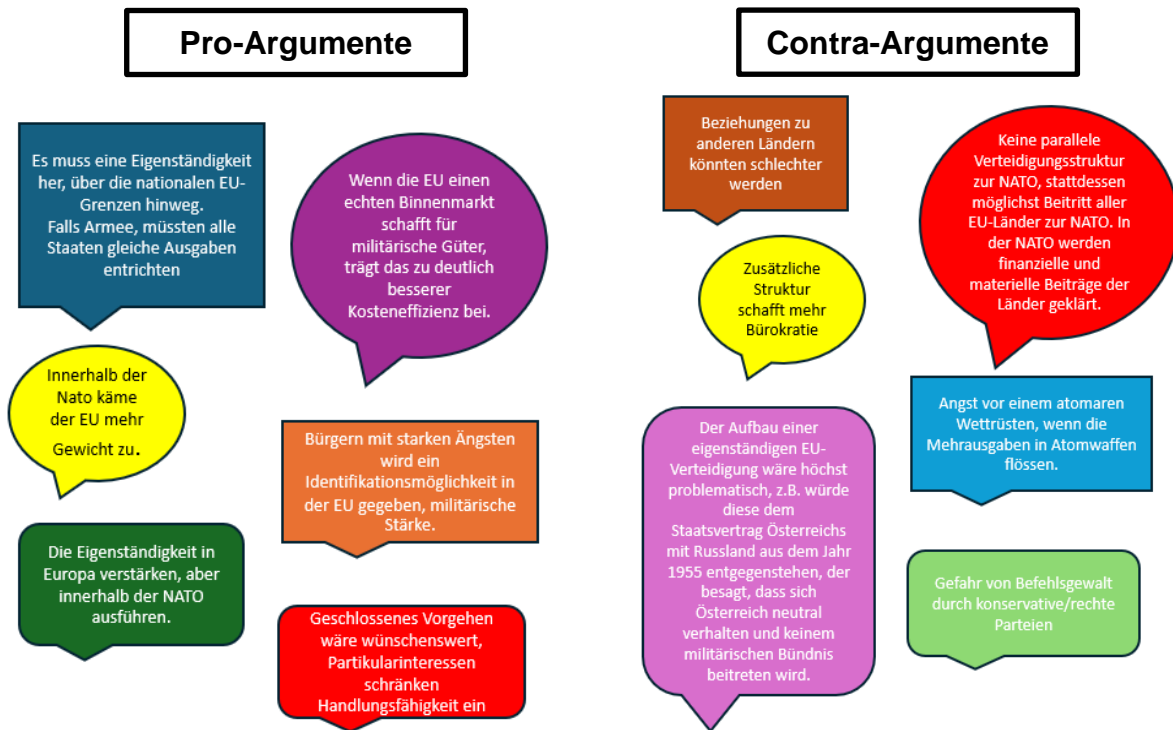 Pro-Argumente
Es muss eine Eigenständigkeit
her, über die nationalen EU-
Grenzen hinweg.
Falls Armee, müssten alle
Staaten gleiche Ausgaben
entrichten
Wenn die EU einen
echten Binnenmarkt
schafft für
militärische Güter,
trägt das zu deutlich
besserer
Kosteneffizienz bei.
Innerhalb der
Nato käme
der EU mehr
Gewicht zu.
Bürgern mit starken Ängsten
wird ein
Identifikationsmöglichkeit in
der EU gegeben, militärische
Stärke.
Die Eigenständigkeit in
Europa verstärken, aber
innerhalb der NATO
ausführen.
Geschlossenes Vorgehen
wäre wünschenswert,
Partikularinteressen
schränken
Handlungsfähigkeit ein
Contra-Argumente
Beziehungen zu
anderen Ländern
könnten schlechter
werden
Keine parallele
Verteidigungsstruktur
zur NATO, stattdessen
möglichst Beitritt aller
EU-Länder zur NATO. In
der NATO werden
finanzielle und
materielle Beiträge der
Länder geklärt.
Zusätzliche
Struktur
schafft mehr
Bürokratie
Angst vor einem atomaren
Wettrüsten, wenn die
Mehrausgaben in Atomwaffen
flössen.
Der Aufbau einer
eigenständigen EU-
Verteidigung wäre höchst
problematisch, z.B. würde
diese dem
Staatsvertrag Österreichs
mit Russland aus dem Jahr
1955 entgegenstehen, der
besagt, dass sich
Österreich neutral
verhalten und keinem
militärischen Bündnis
beitreten wird.
Gefahr von Befehlsgewalt
durch konservative/rechte
Parteien